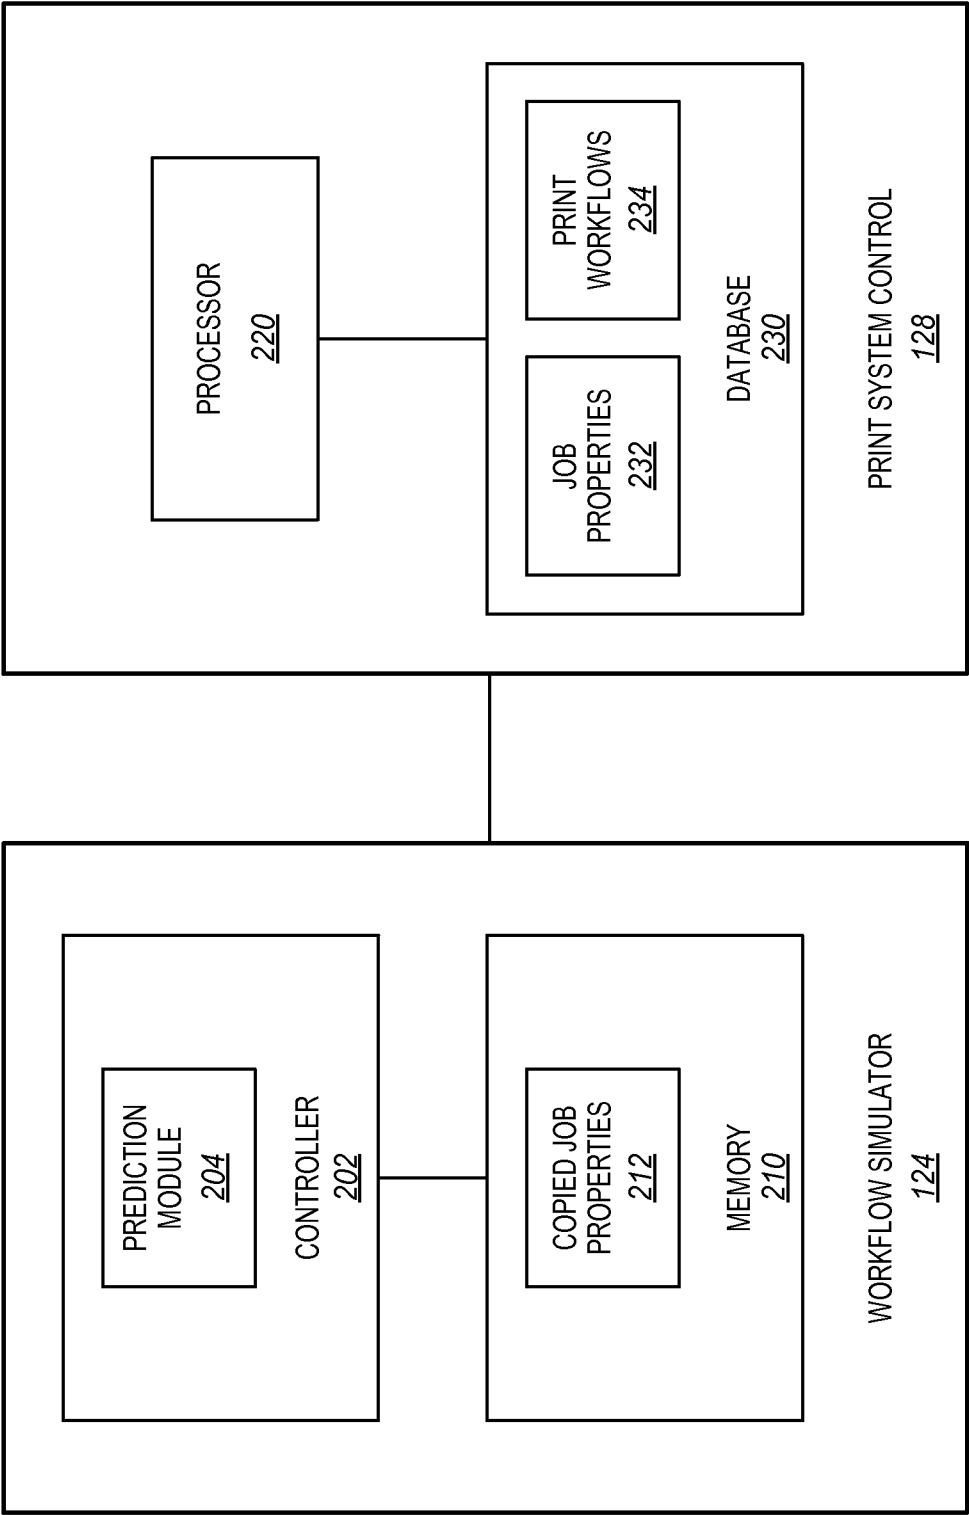 PREDICTION
MODULE
204
CONTROLLER
202
COPIED JOB
PROPERTIES
212
MEMORY
210
WORKFLOW SIMULATOR
124
PROCESSOR
220
JOB
PROPERTIES
232
PRINT
WORKFLOWS
234
DATABASE
230
PRINT SYSTEM CONTROL
128